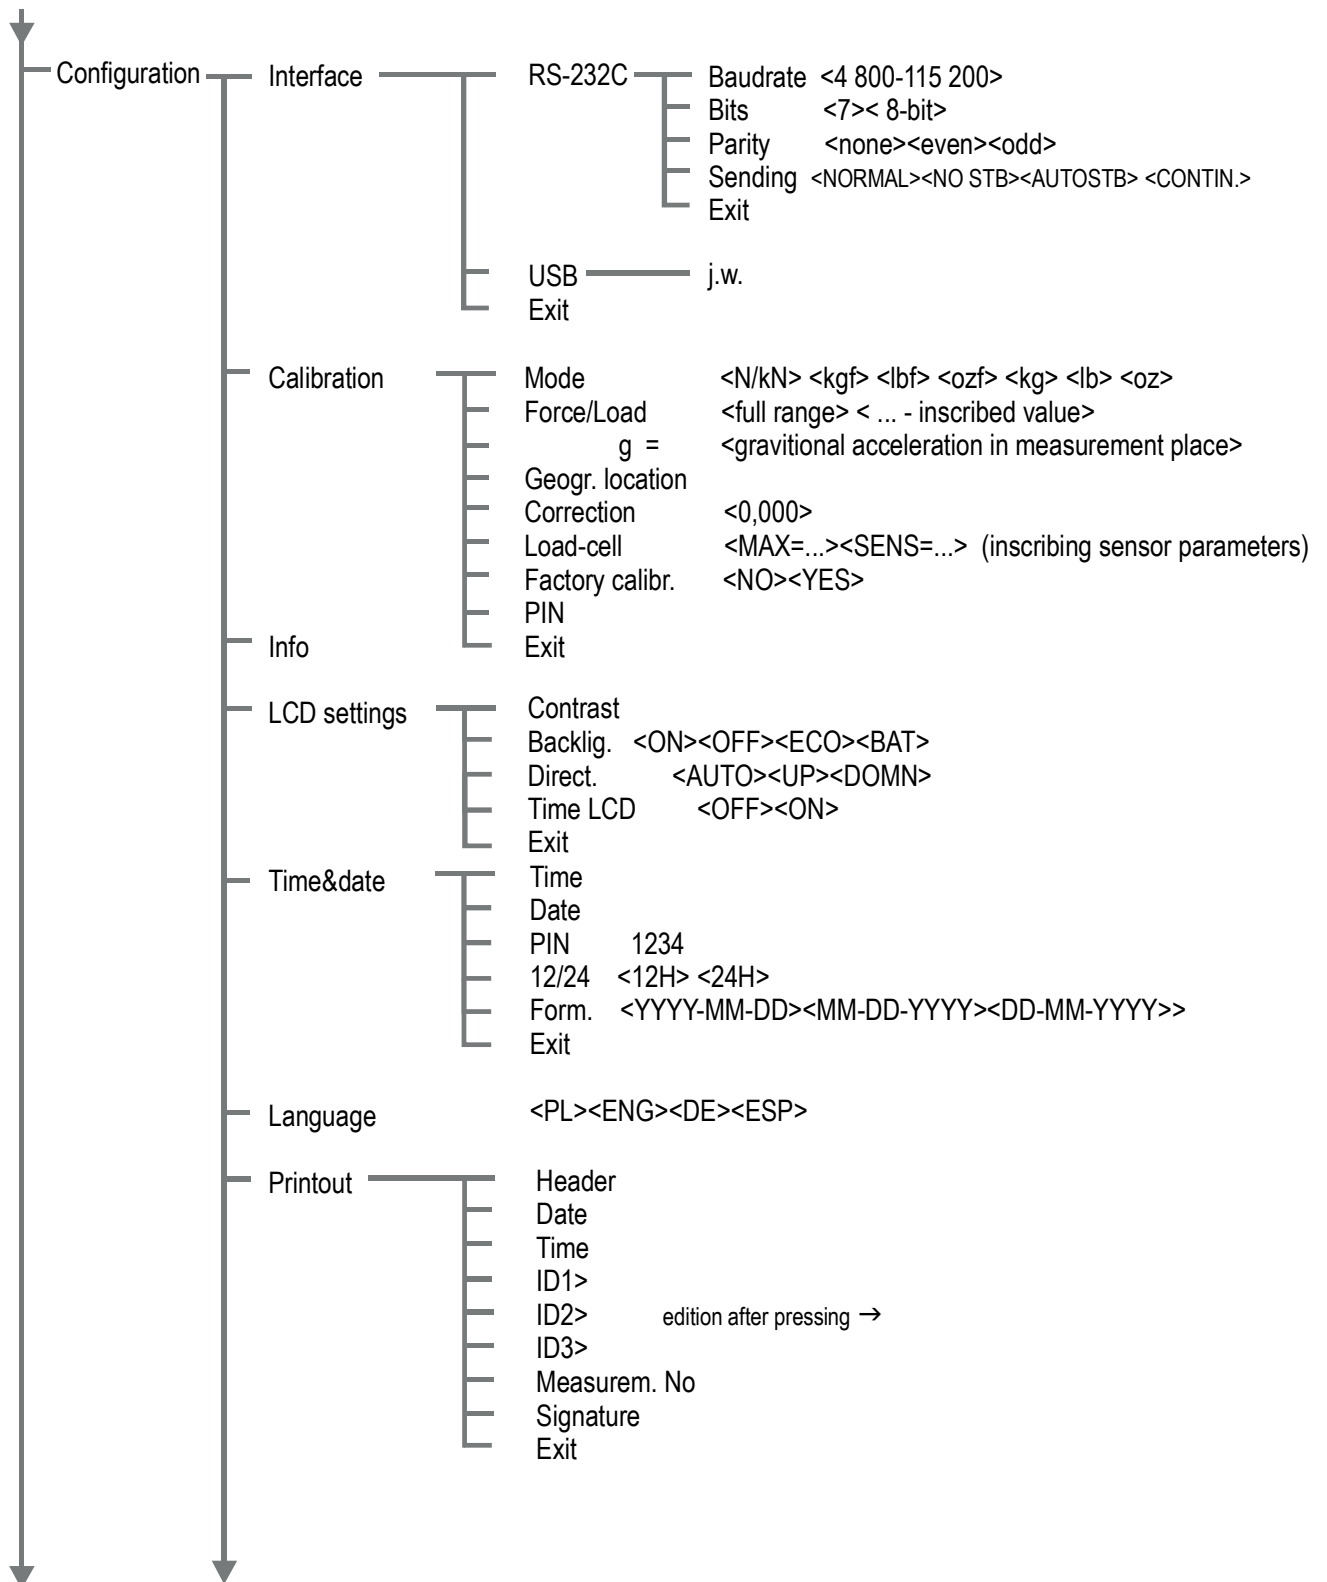 Configuration Interface RS-232C Baudrate <4 800-115 200>
Bits <7>< 8-bit>
Parity <none><even><odd>
Sending <NORMAL><NO STB><AUTOSTB> <CONTIN.>
Exit
USB j.w.
Exit
Calibration Mode <N/kN> <kgf> <lbf> <ozf> <kg> <lb> <oz>
Force/Load <full range> < ... - inscribed value>
g = <gravitional acceleration in measurement place>
Geogr. location
Correction <0,000>
Load-cell <MAX=...><SENS=...> (inscribing sensor parameters)
Factory calibr. <NO><YES>
PIN
Info Exit
LCD settings Contrast
Backlig. <ON><OFF><ECO><BAT>
Direct. <AUTO><UP><DOMN>
Time LCD <OFF><ON>
Exit
Time&date Time
Date
PIN 1234
12/24 <12H> <24H>
Form. <YYYY-MM-DD><MM-DD-YYYY><DD-MM-YYYY>>
Exit
Language <PL><ENG><DE><ESP>
Printout Header
Date
Time
ID1>
ID2> edition after pressing →
ID3>
Measurem. No
Signature
Exit